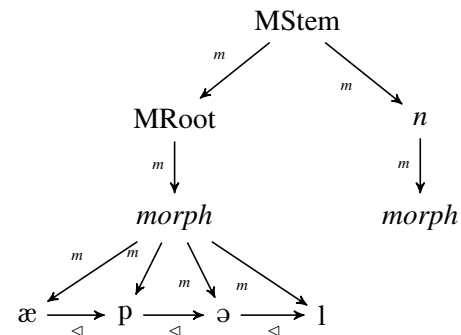 MStem
m m
MRoot n
m m
morph morph
m m m m
æ p ə l
◁ ◁ ◁